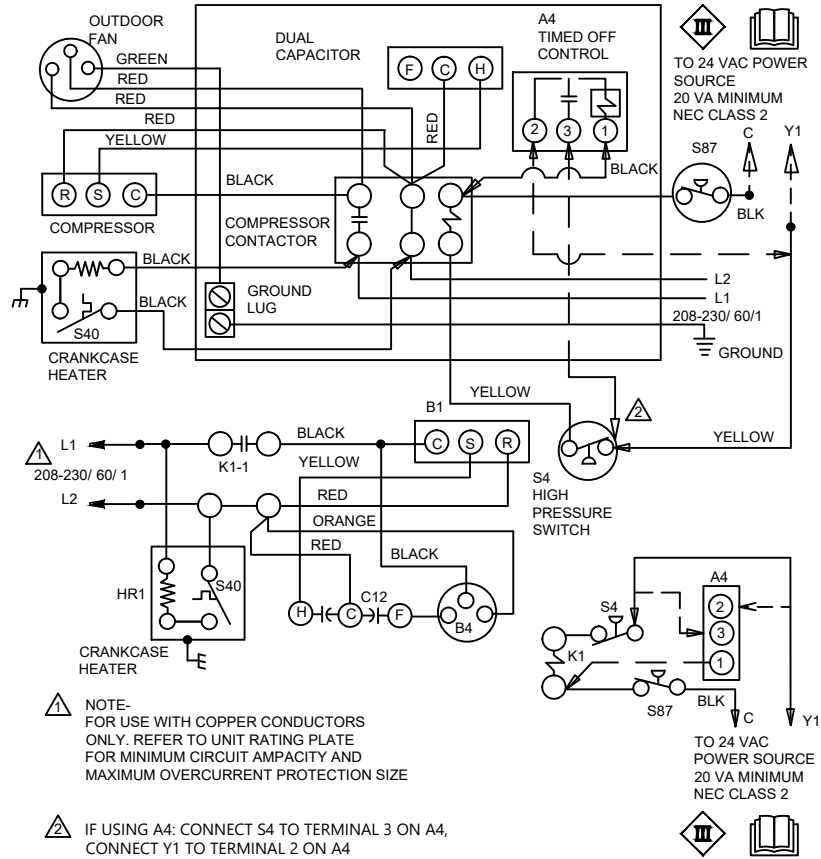 OUTDOOR
FAN
GREEN
RED
RED
RED
YELLOW
DUAL
CAPACITOR
F
C
H
RED
A4
TIMED OFF
CONTROL
2
3
1
BLACK
III
TO 24 VAC POWER
SOURCE
20 VA MINIMUM
NEC CLASS 2
C
Y1
S87
BLK
R
S
C
BLACK
COMPRESSOR
COMPRESSOR
CONTACTOR
BLACK
BLACK
S40
CRANKCASE
HEATER
GROUND
LUG
L2
L1
208-230/ 60/1
GROUND
YELLOW
2
YELLOW
S4
HIGH
PRESSURE
SWITCH
1
L1
208-230/ 60/ 1
L2
K1-1
BLACK
B1
C
S
R
YELLOW
RED
ORANGE
RED
BLACK
HR1
S40
CRANKCASE
HEATER
H
C
C12
F
B4
S4
A4
2
3
1
K1
S87
BLK
C
Y1
TO 24 VAC
POWER SOURCE
20 VA MINIMUM
NEC CLASS 2
III
1
NOTE-
FOR USE WITH COPPER CONDUCTORS
ONLY. REFER TO UNIT RATING PLATE
FOR MINIMUM CIRCUIT AMPACITY AND
MAXIMUM OVERCURRENT PROTECTION SIZE
2
IF USING A4: CONNECT S4 TO TERMINAL 3 ON A4,
CONNECT Y1 TO TERMINAL 2 ON A4